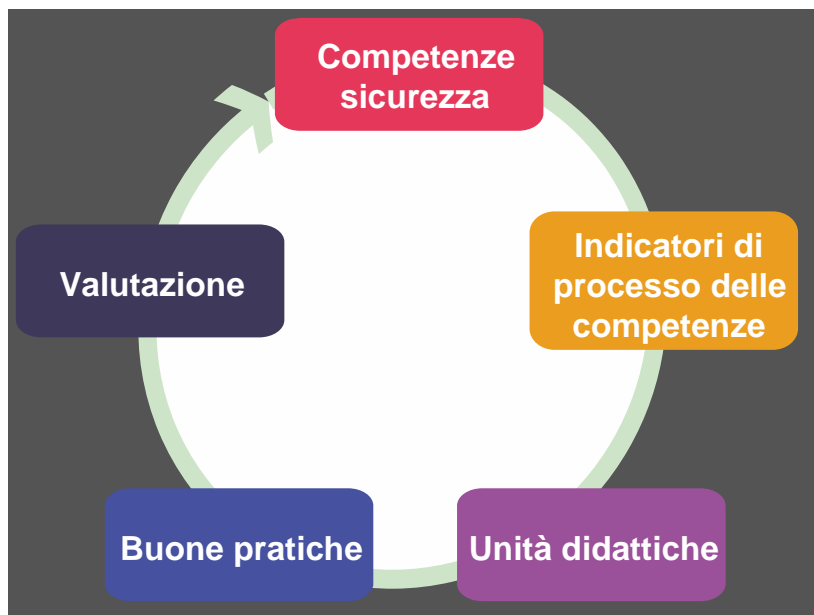 Competenze
sicurezza
Indicatori di
processo delle
competenze
Valutazione
Buone pratiche
Unità didattiche